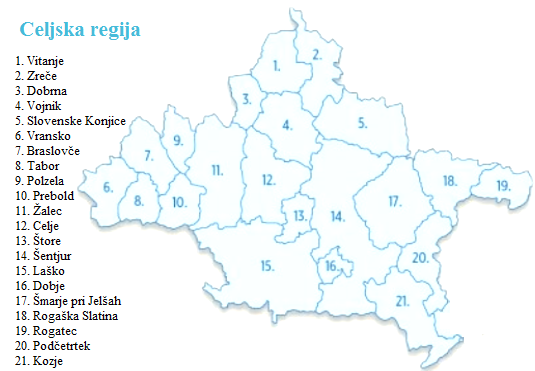 Celjska regija
1. Vitanje
2. Zreče
3. Dobrna
4. Vojnik
5. Slovenske Konjice
6. Vransko
7. Braslovče
8. Tabor
9. Polzela
10. Prebold
11. Žalec
12. Celje
13. Štore
14. Šentjur
15. Laško
16. Dobje
17. Šmarje pri Jelšah
18. Rogaška Slatina
19. Rogatec
20. Podčetrtek
21. Kozje
1.
2.
3.
4.
5.
9.
7.
11.
12.
6.
8.
10.
13.
14.
17.
18.
19.
15.
16.
20.
21.